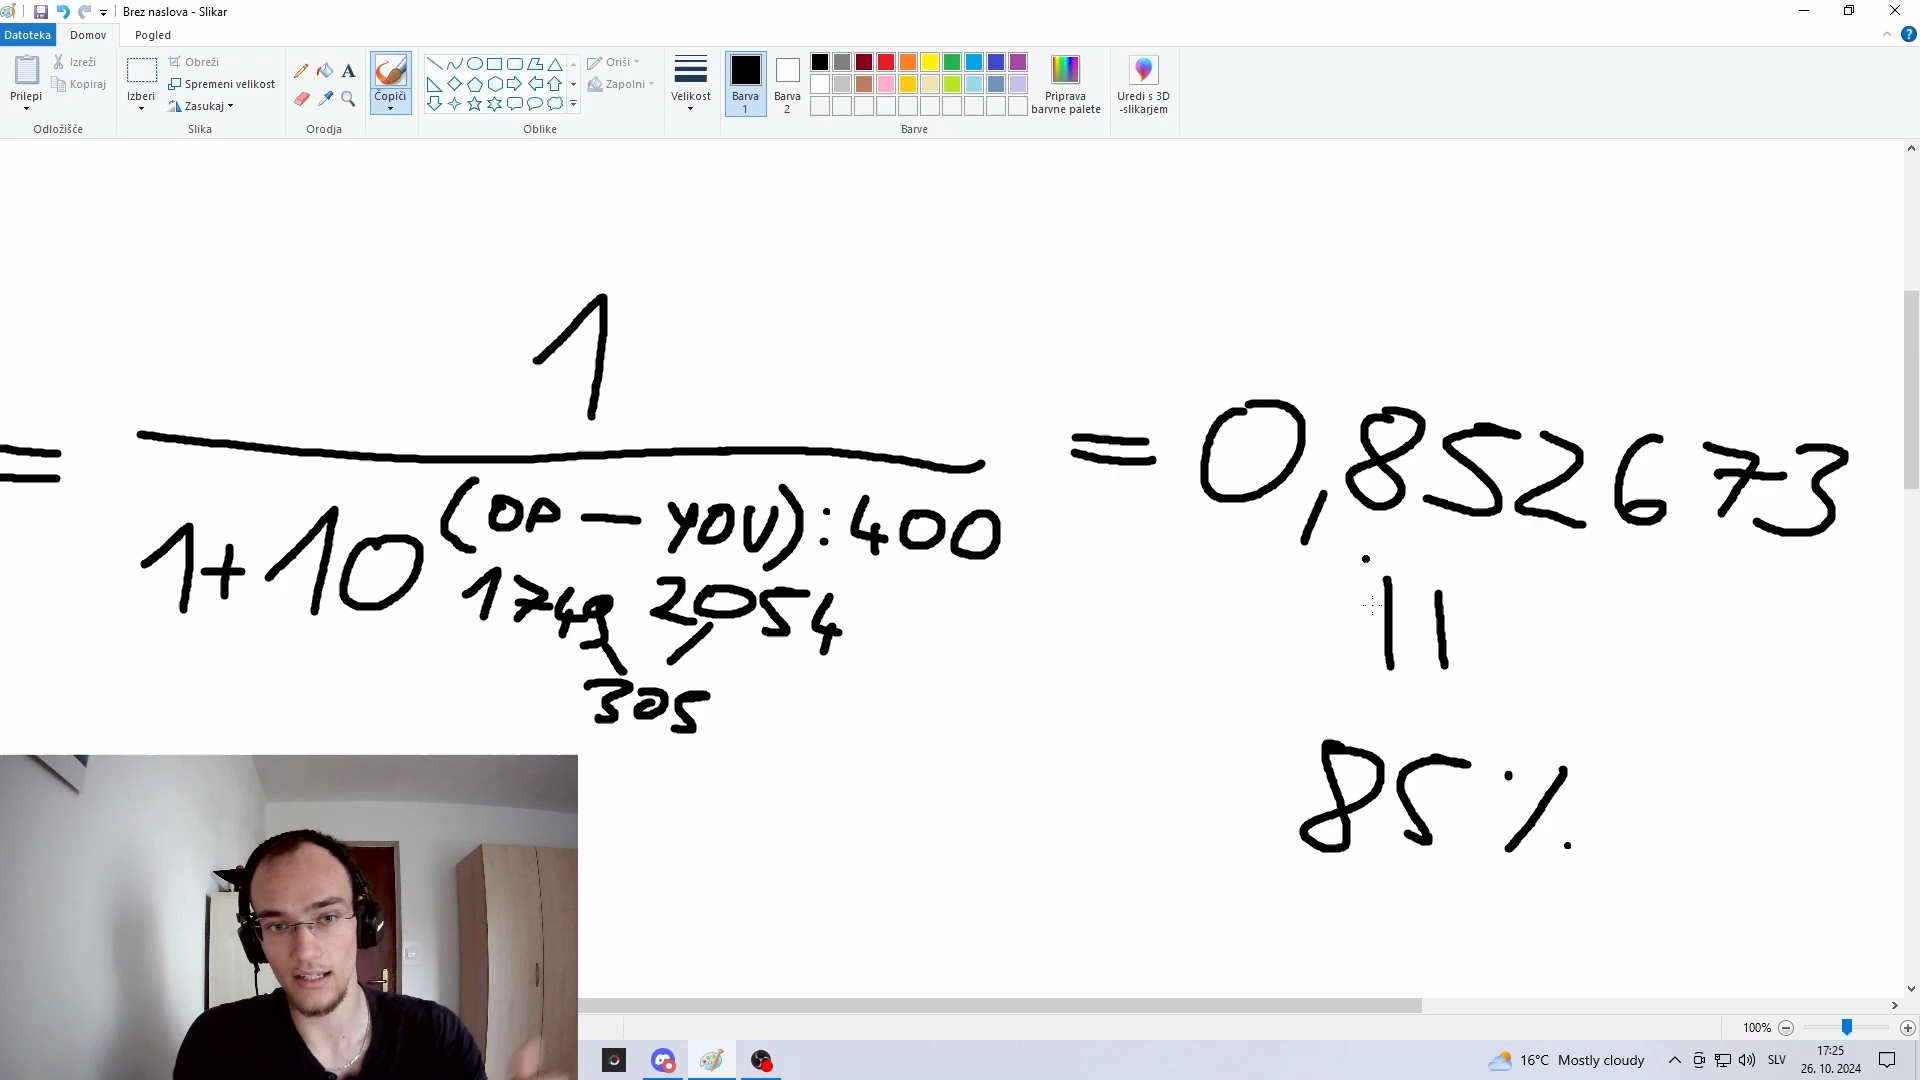 Brez naslova - Slikar
Datoteka Domov Pogled
Prilepi Izreži Kopiraj
Odložišče
Izberi Obreži Spremeni velikost Zasukaj
Slika
A
Orodja
Čopiči
Oriši Zapolni
Oblike
Velikost
Barva 1 Barva 2
Priprava barvne palete
Barve
Uredi s 3D -slikarjem
= 1 = 0,852673
1+10 (OP - YOU):400
1749 2054
305
||
85%
100%
16°C Mostly cloudy SLV 17:25
26. 10. 2024